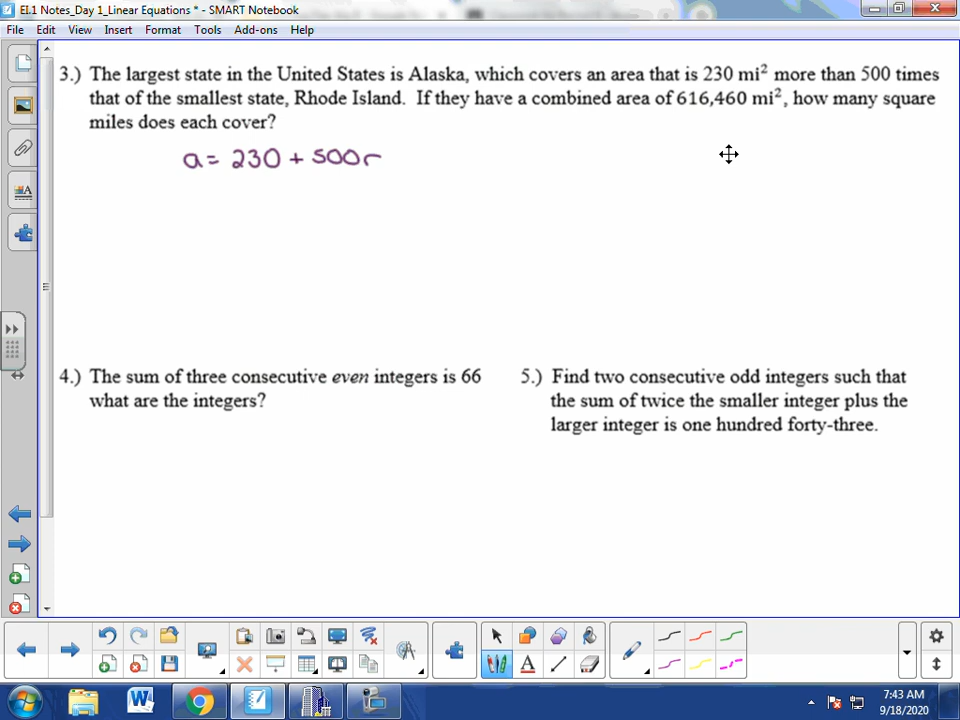 EI.1 Notes_Day 1_Linear Equations * - SMART Notebook
File Edit View Insert Format Tools Add-ons Help
3.) The largest state in the United States is Alaska, which covers an area that is 230 mi² more than 500 times
that of the smallest state, Rhode Island. If they have a combined area of 616,460 mi², how many square
miles does each cover?
a = 230 + 500r
4.) The sum of three consecutive even integers is 66
what are the integers?
5.) Find two consecutive odd integers such that
the sum of twice the smaller integer plus the
larger integer is one hundred forty-three.
7:43 AM
9/18/2020